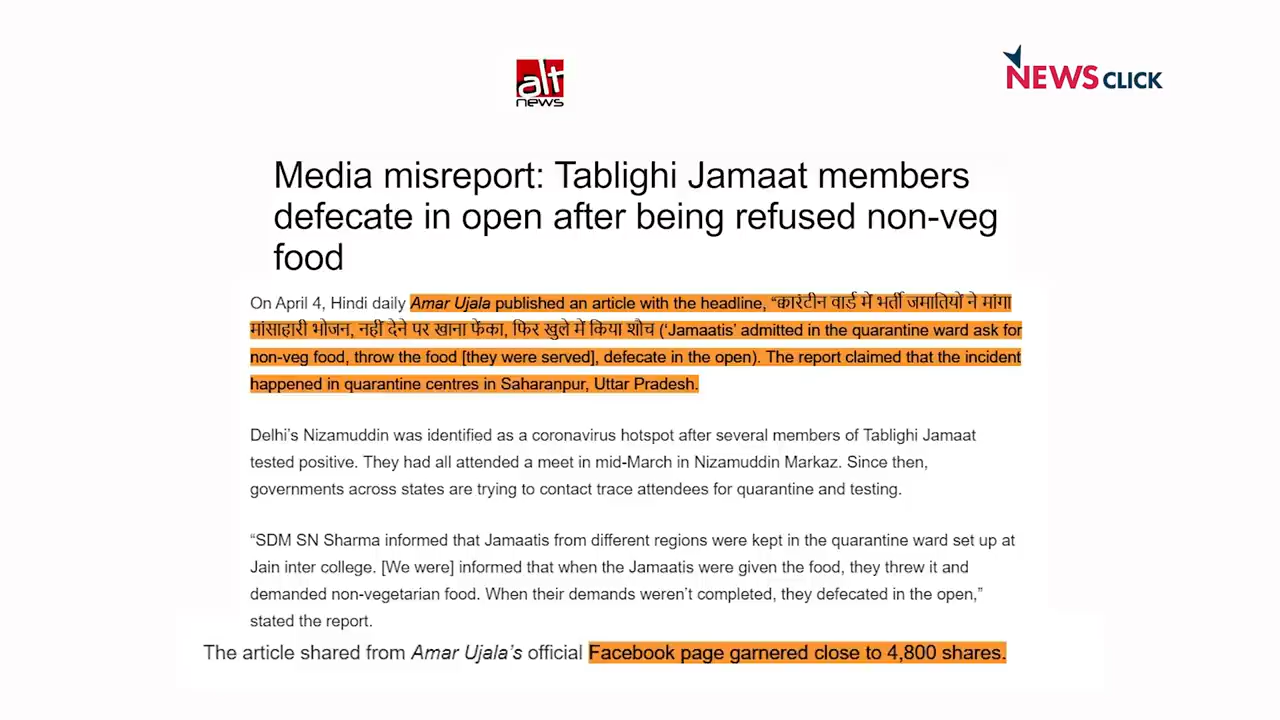 alt
news
NEWS CLICK
Media misreport: Tablighi Jamaat members
defecate in open after being refused non-veg
food
On April 4, Hindi daily Amar Ujala published an article with the headline, “कारंटीन वार्ड में भर्ती जमातियों ने मांगा
मांसाहारी भोजन, नहीं देने पर खाना फेंका, फिर खुले में किया शौच (‘Jamaatis’ admitted in the quarantine ward ask for
non-veg food, throw the food [they were served], defecate in the open). The report claimed that the incident
happened in quarantine centres in Saharanpur, Uttar Pradesh.
Delhi’s Nizamuddin was identified as a coronavirus hotspot after several members of Tablighi Jamaat
tested positive. They had all attended a meet in mid-March in Nizamuddin Markaz. Since then,
governments across states are trying to contact trace attendees for quarantine and testing.
“SDM SN Sharma informed that Jamaatis from different regions were kept in the quarantine ward set up at
Jain inter college. [We were] informed that when the Jamaatis were given the food, they threw it and
demanded non-vegetarian food. When their demands weren’t completed, they defecated in the open,”
stated the report.
The article shared from Amar Ujala’s official Facebook page garnered close to 4,800 shares.